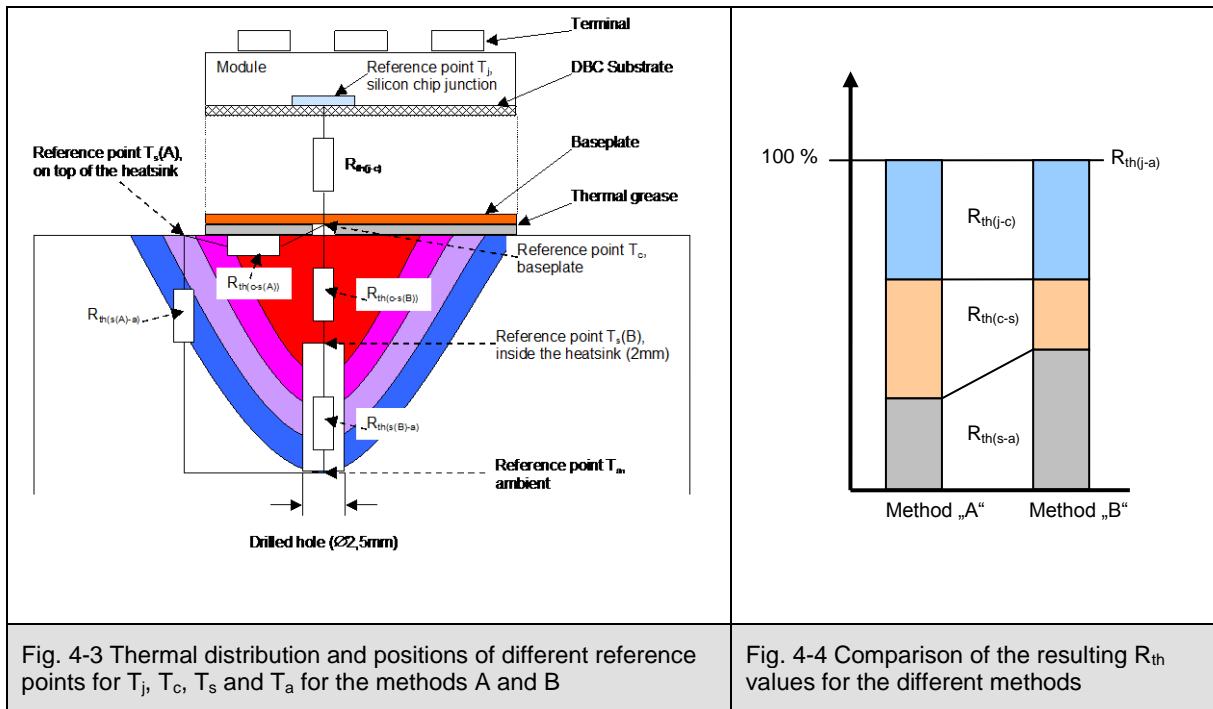 Terminal
Module
Reference point Tj,
silicon chip junction
DBC Substrate
Reference point Ts(A),
on top of the heatsink
Rth(j-c)
Baseplate
Thermal grease
Reference point Tc,
baseplate
Rth(c-s(A))
Rth(c-s(B))
Rth(s(A)-a)
Reference point Ts(B),
inside the heatsink (2mm)
Rth(s(B)-a)
Reference point Ta,
ambient
Drilled hole (Ø2,5mm)
100 %
Rth(j-a)
Rth(j-c)
Rth(c-s)
Rth(s-a)
Method „A“
Method „B“
Fig. 4-3 Thermal distribution and positions of different reference
points for Tj, Tc, Ts and Ta for the methods A and B
Fig. 4-4 Comparison of the resulting Rth
values for the different methods